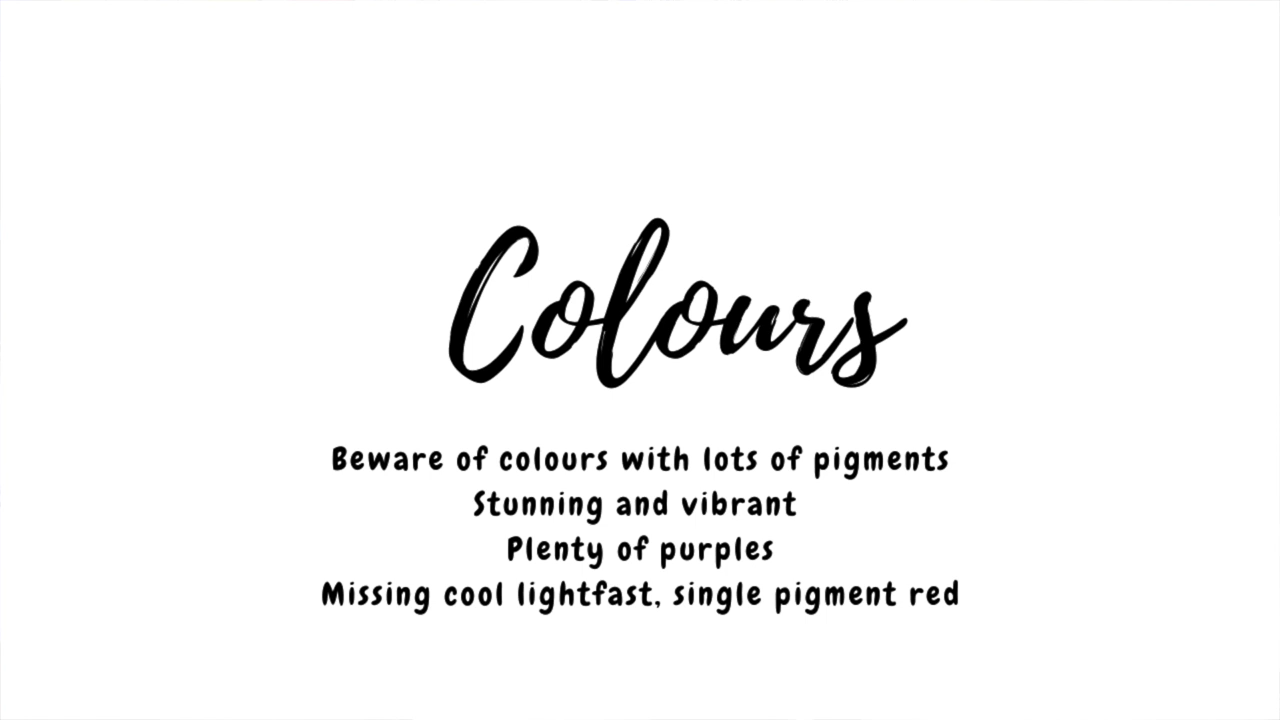 Colours
Beware of colours with lots of pigments
Stunning and vibrant
Plenty of purples
Missing cool lightfast, single pigment red